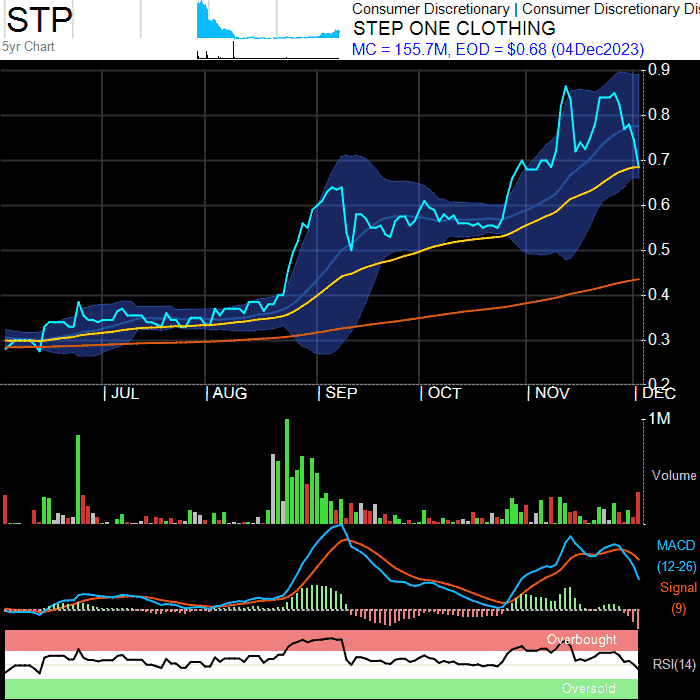 STP
5yr Chart
Consumer Discretionary | Consumer Discretionary Dis
STEP ONE CLOTHING
MC = 155.7M, EOD = $0.68 (04Dec2023)
0.9
0.8
0.7
0.6
0.5
0.4
0.3
0.2
| JUL | AUG | SEP | OCT | NOV | DEC
1M
Volume
MACD
(12-26)
Signal
(9)
Overbought
RSI(14)
Oversold